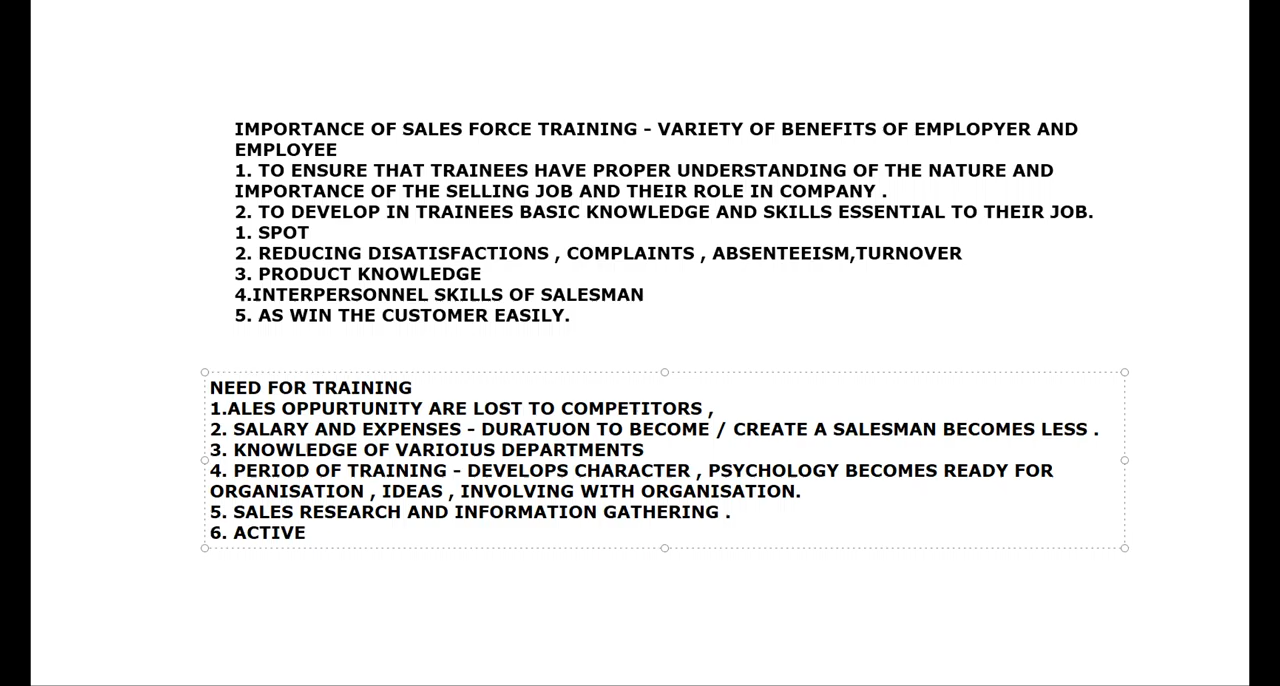 IMPORTANCE OF SALES FORCE TRAINING - VARIETY OF BENEFITS OF EMPLOPYER AND
EMPLOYEE
1. TO ENSURE THAT TRAINEES HAVE PROPER UNDERSTANDING OF THE NATURE AND
IMPORTANCE OF THE SELLING JOB AND THEIR ROLE IN COMPANY .
2. TO DEVELOP IN TRAINEES BASIC KNOWLEDGE AND SKILLS ESSENTIAL TO THEIR JOB.
1. SPOT
2. REDUCING DISATISFACTIONS , COMPLAINTS , ABSENTEEISM,TURNOVER
3. PRODUCT KNOWLEDGE
4.INTERPERSONNEL SKILLS OF SALESMAN
5. AS WIN THE CUSTOMER EASILY.
NEED FOR TRAINING
1.ALES OPPURTUNITY ARE LOST TO COMPETITORS ,
2. SALARY AND EXPENSES - DURATUON TO BECOME / CREATE A SALESMAN BECOMES LESS .
3. KNOWLEDGE OF VARIOIUS DEPARTMENTS
4. PERIOD OF TRAINING - DEVELOPS CHARACTER , PSYCHOLOGY BECOMES READY FOR
ORGANISATION , IDEAS , INVOLVING WITH ORGANISATION.
5. SALES RESEARCH AND INFORMATION GATHERING .
6. ACTIVE